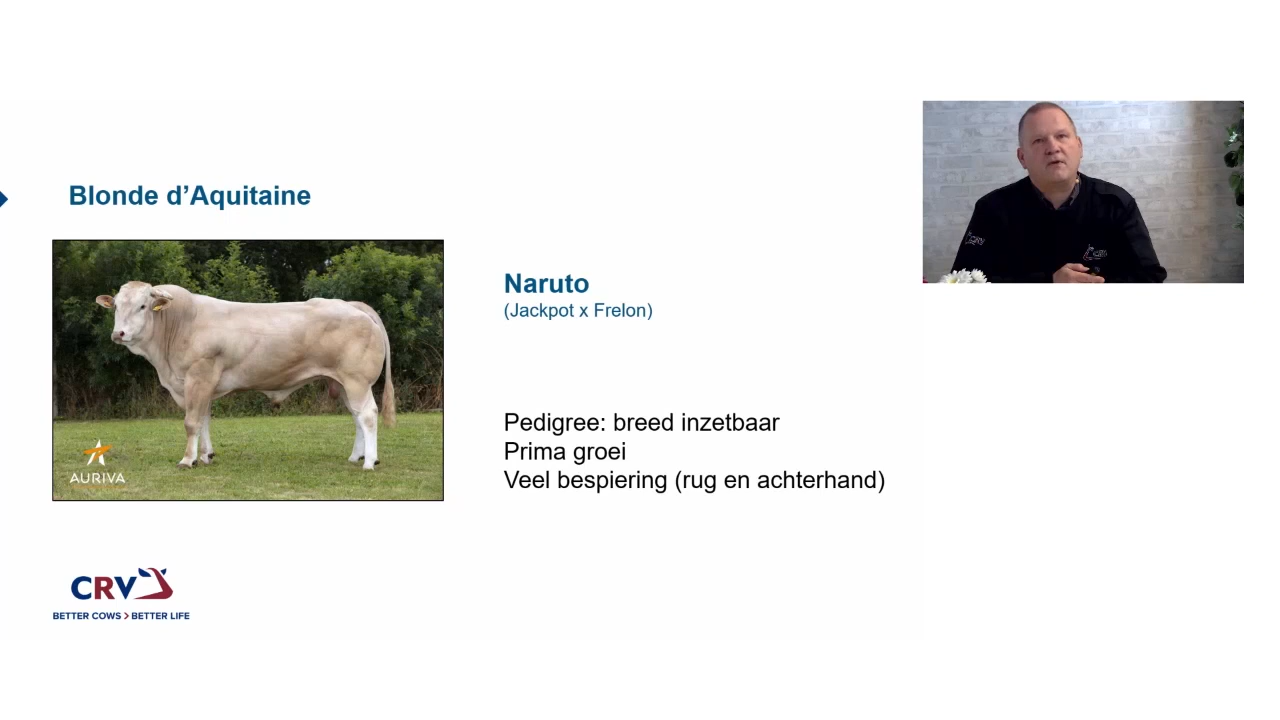 Blonde d’Aquitaine
Naruto
(Jackpot x Frelon)
Pedigree: breed inzetbaar
Prima groei
Veel bespiering (rug en achterhand)
AURIVA
CRV
BETTER COWS > BETTER LIFE